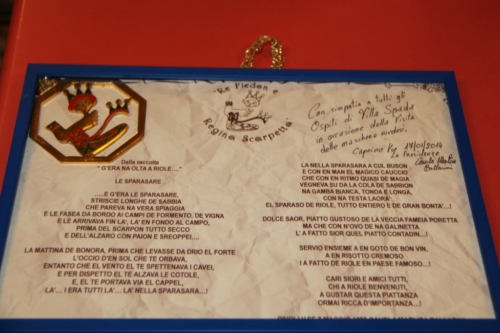 Re Piedon e
Regina Scarpetta
Con simpatia a tutti gli
Ospiti di Villa Spada
in occasione della Visita
delle maschere
Caprino Vr
La Presidente
Dalla raccolta
" G'ERA NA OLTA A RIOLE..."
LE SPARASARE
... E G'ERA LE SPARASARE,
STRISCE LONGHE DE SABBIA
CHE PAREVA NA VERA SPIAGGIA
E LE FASEA DA BORDO AI CAMPI DE FORMENTO, DE VIGNA
E LE ARRIVAVA FIN LA', LA' EN FONDO AL CAMPO,
PRIMA DEL SCARPON TUTTO SECCO
E DELL'ALZARO CON PAION E SREOPPEI,...
LA MATTINA DE BONORA, PRIMA CHE LEVASSE DA DRIO EL FORTE
L'OCCIO D'EN SOL CHE TE ORBAVA,
ENTANTO CHE EL VENTO EL TE SPETTENAVA I CAVEI,
E PER DISPETTO EL TE ALZAVA LE COTOLE,
E, EL TE PORTAVA VIA EL CAPPEL,
LA'... I ERA TUTTI LA'... LA' NELLA SPARASARA...!
LA NELLA SPARASARA A CUL BUSON
E CON EN MAN EL MAGICO CAUCCIO
CHE CON EN RITMO QUASI DE MAGIA
VEGNEVA SU DA LA COLA DE SABBION
NA GAMBA BIANCA, TONDA E LONGA,
CON NA TESTA LAORA':
EL SPARASO DE RIOLE, TUTTO ENTIERO E DE GRAN BONTA'...!
DOLCE SAOR, PIATTO GUSTOSO DE LA VECCIA FAMEIA PORETTA
MA CHE CON N'OVO DE NA GALINETTA
L'A FATTO SIOR QUEL PIATTO CONTADIN...!
SERVIO ENSIEME A EN GOTO DE BON VIN,
A EN RISOTTO CREMOSO
I A FATTO DE RIOLE EN PAESE FAMOSO...!
CARI SIORI E AMICI TUTTI,
CHI A RIOLE BENVENUTI,
A GUSTAR QUESTA PIATTANZA
ORMAI RICCA D'IMPORTANZA...!